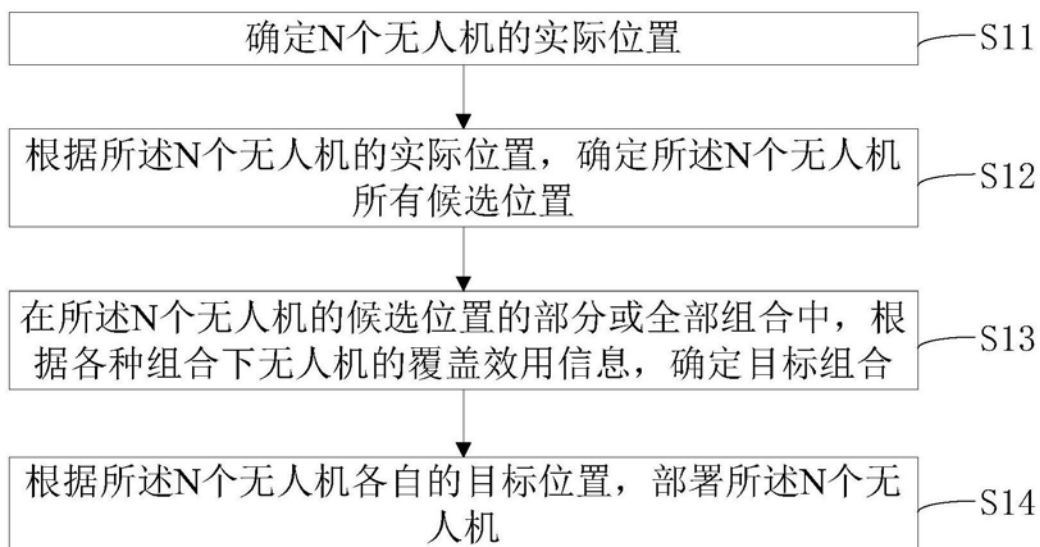 确定N个无人机的实际位置
S11
根据所述N个无人机的实际位置，确定所述N个无人机
所有候选位置
S12
在所述N个无人机的候选位置的部分或全部组合中，根
据各种组合下无人机的覆盖效用信息，确定目标组合
S13
根据所述N个无人机各自的目标位置，部署所述N个无
人机
S14